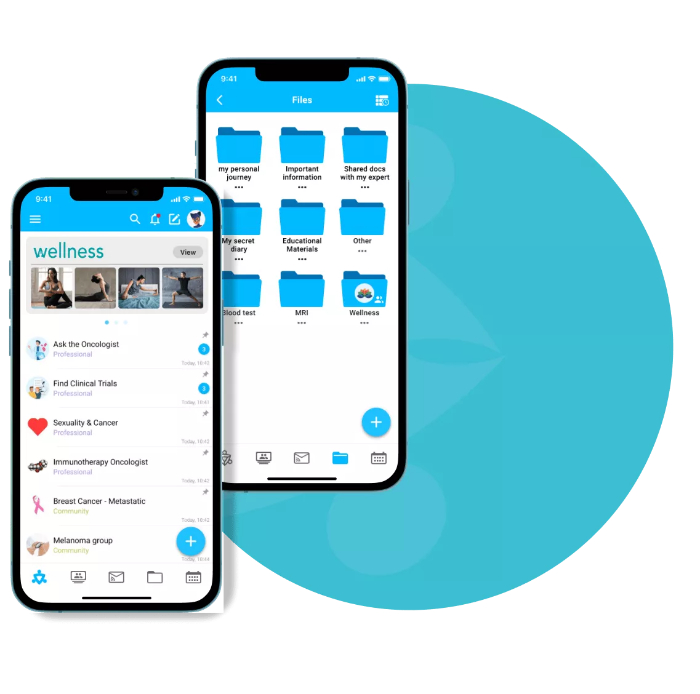 9:41
Files
my personal
journey
Important
information
Shared docs
with my expert
My secret
diary
Educational
Materials
Other
Blood test
MRI
Wellness
9:41
wellness
View
Ask the Oncologist
Professional
3
Today, 18:43
Find Clinical Trials
Professional
3
Today, 18:41
Sexuality & Cancer
Professional
Today, 18:42
Immunotherapy Oncologist
Professional
Today, 18:42
Breast Cancer - Metastatic
Community
Today, 18:42
Melanoma group
Community
Today, 18:44